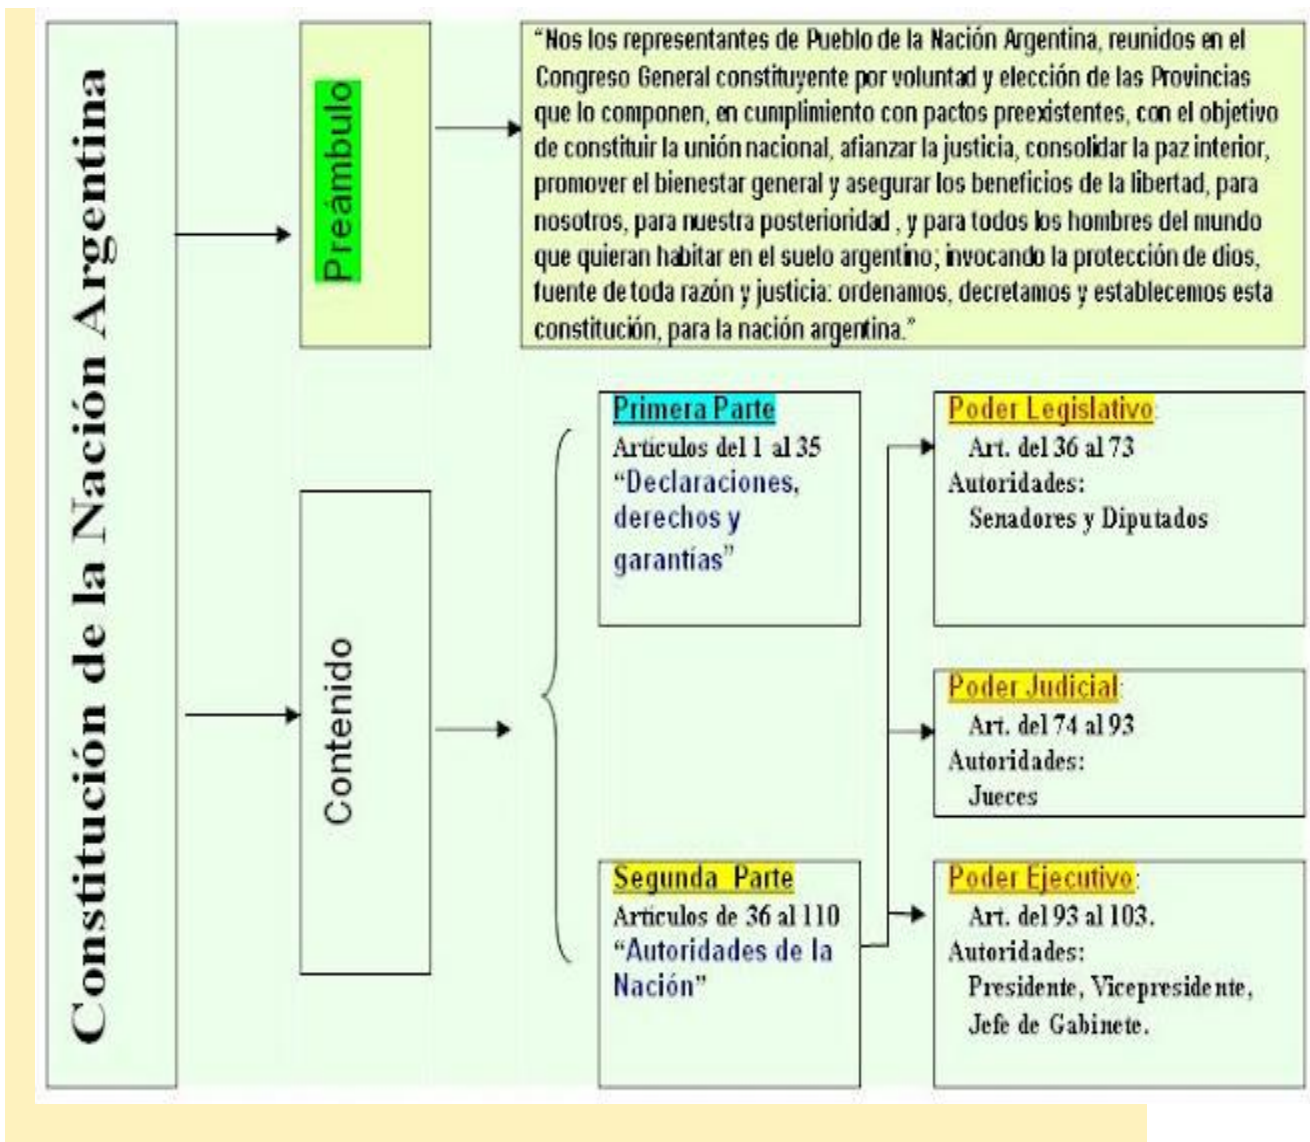 Constitución de la Nación Argentina
Preámbulo
“Nos los representantes de Pueblo de la Nación Argentina, reunidos en el
Congreso General constituyente por voluntad y elección de las Provincias
que lo componen, en cumplimiento con pactos preexistentes, con el objetivo
de constituir la unión nacional, afianzar la justicia, consolidar la paz interior,
promover el bienestar general y asegurar los beneficios de la libertad, para
nosotros, para nuestra posterioridad , y para todos los hombres del mundo
que quieran habitar en el suelo argentino; invocando la protección de dios,
fuente de toda razón y justicia: ordenamos, decretamos y establecemos esta
constitución, para la nación argentina.”
Contenido
Primera Parte
Artículos del 1 al 35
“Declaraciones,
derechos y
garantías”
Segunda Parte
Artículos de 36 al 110
“Autoridades de la
Nación”
Poder Legislativo:
Art. del 36 al 73
Autoridades:
Senadores y Diputados
Poder Judicial:
Art. del 74 al 93
Autoridades:
Jueces
Poder Ejecutivo:
Art. del 93 al 103.
Autoridades:
Presidente, Vicepresidente,
Jefe de Gabinete.